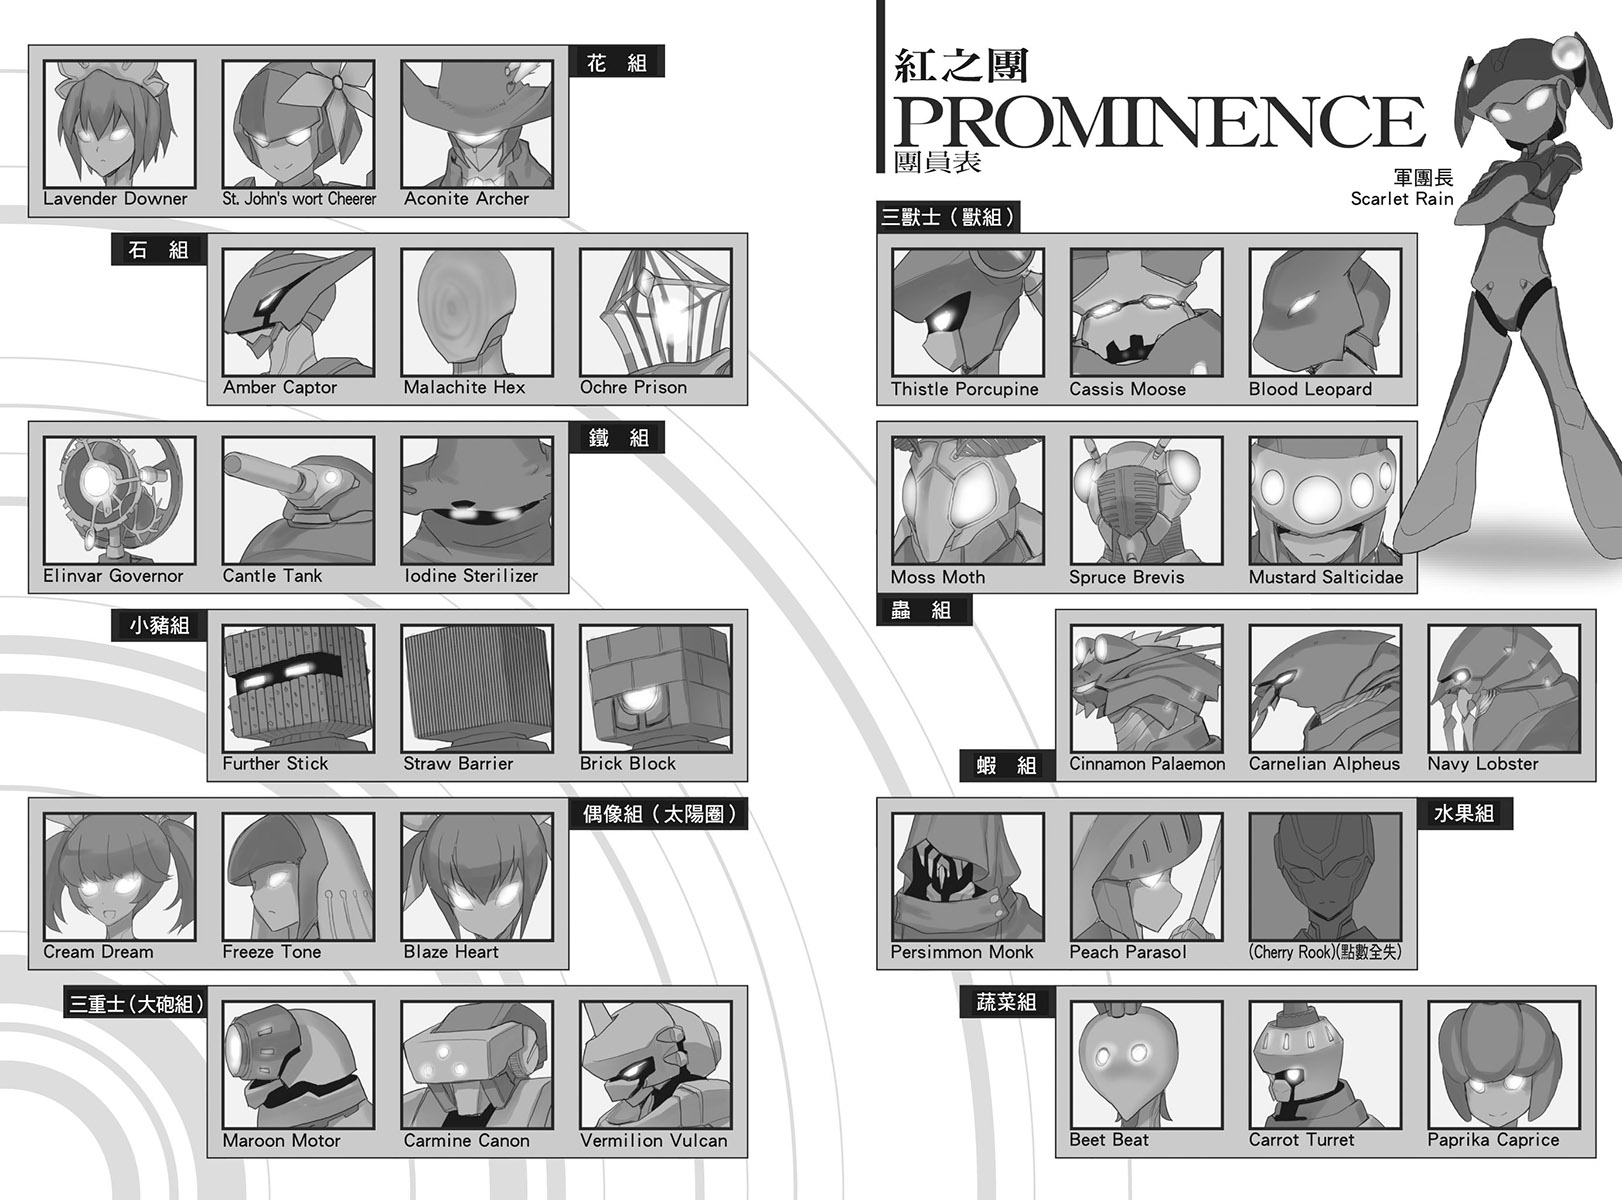 紅之團
PROMINENCE
團員表
軍團長
Scarlet Rain
三獸士(獸組)
Thistle Porcupine
Cassis Moose
Blood Leopard
Moss Moth
Spruce Brevis
Mustard Salticidae
蟲 組
Cinnamon Palaemon
Carnelian Alpheus
Navy Lobster
蝦 組
水果組
Persimmon Monk
Peach Parasol
(Cherry Rook)(點數全失)
蔬菜組
Beet Beat
Carrot Turret
Paprika Caprice
花 組
Lavender Downer
St. John's wort Cheerer
Aconite Archer
石 組
Amber Captor
Malachite Hex
Ochre Prison
鐵 組
Elinvar Governor
Cantle Tank
Iodine Sterilizer
小豬組
Further Stick
Straw Barrier
Brick Block
偶像組(太陽圈)
Cream Dream
Freeze Tone
Blaze Heart
三重士(大砲組)
Maroon Motor
Carmine Canon
Vermilion Vulcan